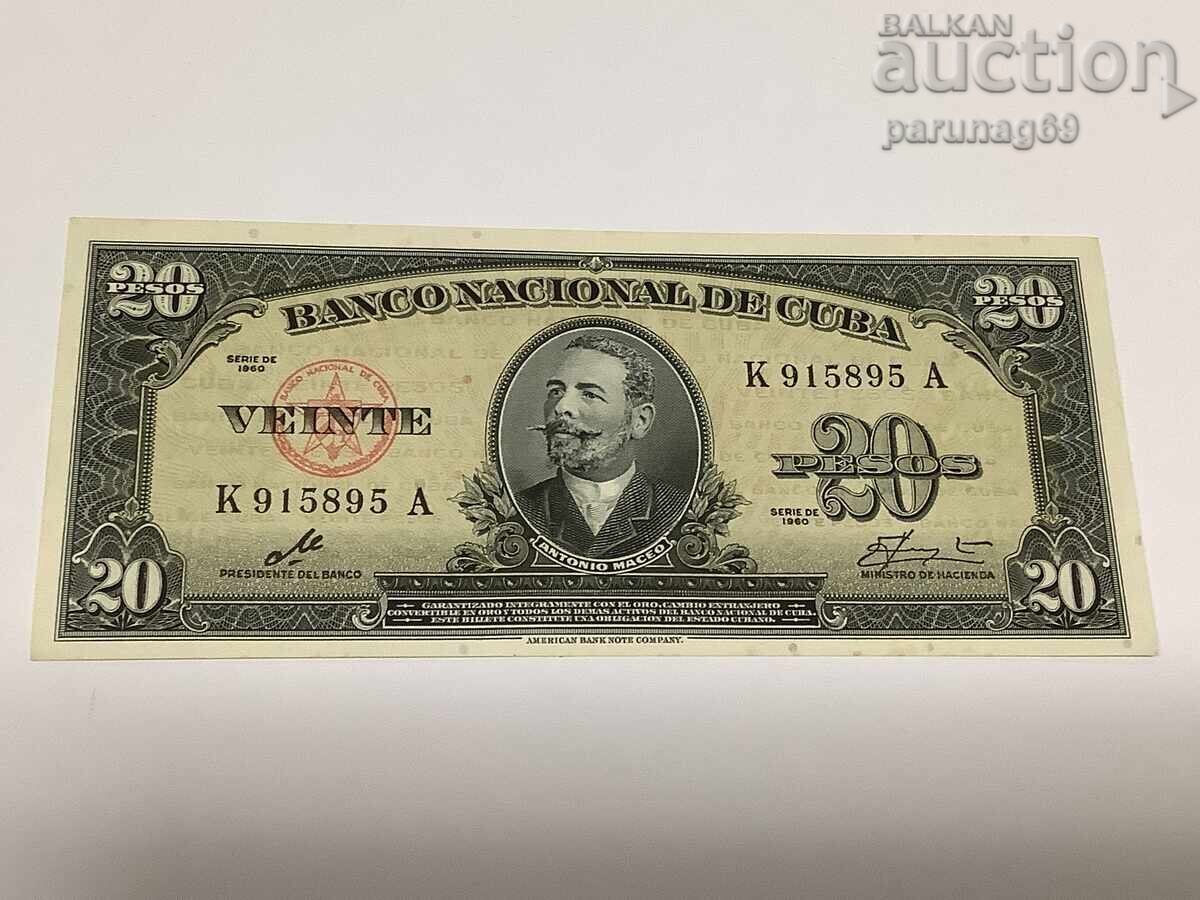 BALKAN
auction
parunag69
20 PESOS
20 PESOS
BANCO NACIONAL DE CUBA
SERIE DE
1960
BANCO NACIONAL DE CUBA
K 915895 A
VEINTE
20
PESOS
K 915895 A
SERIE DE
1960
ANTONIO MACEO
PRESIDENTE DEL BANCO
MINISTRO DE HACIENDA
20
20
GARANTIZADO INTEGRAMENTE CON EL ORO, CAMBIO EXTRANJERO
CONVERTIBLE EN ORO Y TODOS LOS DEMAS ACTIVOS DEL BANCO NACIONAL DE CUBA
ESTE BILLETE CONSTITUYE UNA OBLIGACION DEL ESTADO CUBANO.
AMERICAN BANK NOTE COMPANY.